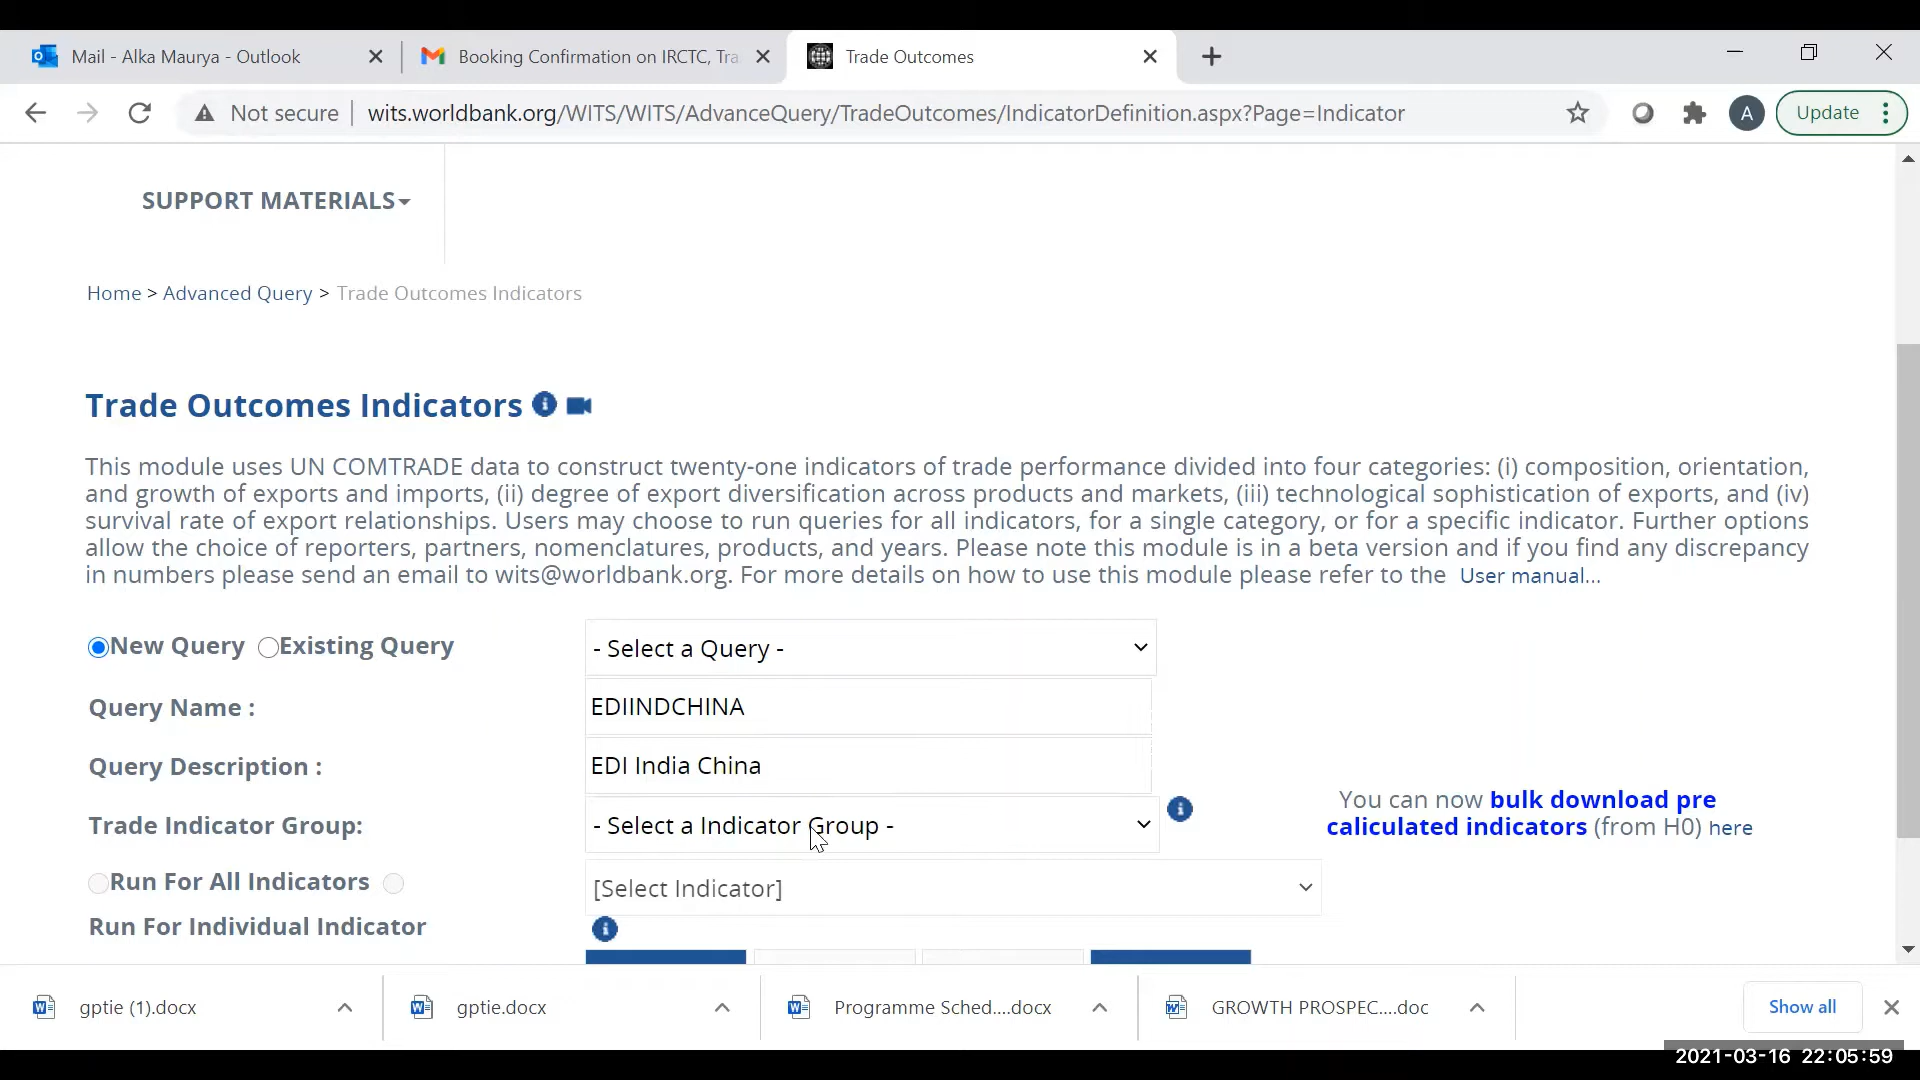 Mail - Alka Maurya - Outlook
Booking Confirmation on IRCTC, Tra
Trade Outcomes
Not secure
wits.worldbank.org/WITS/WITS/AdvanceQuery/TradeOutcomes/IndicatorDefinition.aspx?Page=Indicator
A
Update
SUPPORT MATERIALS
Home > Advanced Query > Trade Outcomes Indicators
Trade Outcomes Indicators
This module uses UN COMTRADE data to construct twenty-one indicators of trade performance divided into four categories: (i) composition, orientation,
and growth of exports and imports, (ii) degree of export diversification across products and markets, (iii) technological sophistication of exports, and (iv)
survival rate of export relationships. Users may choose to run queries for all indicators, for a single category, or for a specific indicator. Further options
allow the choice of reporters, partners, nomenclatures, products, and years. Please note this module is in a beta version and if you find any discrepancy
in numbers please send an email to wits@worldbank.org. For more details on how to use this module please refer to the User manual...
New Query Existing Query
- Select a Query -
Query Name :
EDIINDCHINA
Query Description :
EDI India China
Trade Indicator Group:
- Select a Indicator Group -
You can now bulk download pre
caliculated indicators (from H0) here
Run For All Indicators
[Select Indicator]
Run For Individual Indicator
gptie (1).docx
gptie.docx
Programme Sched....docx
GROWTH PROSPEC....doc
Show all
2021-03-16 22:05:59